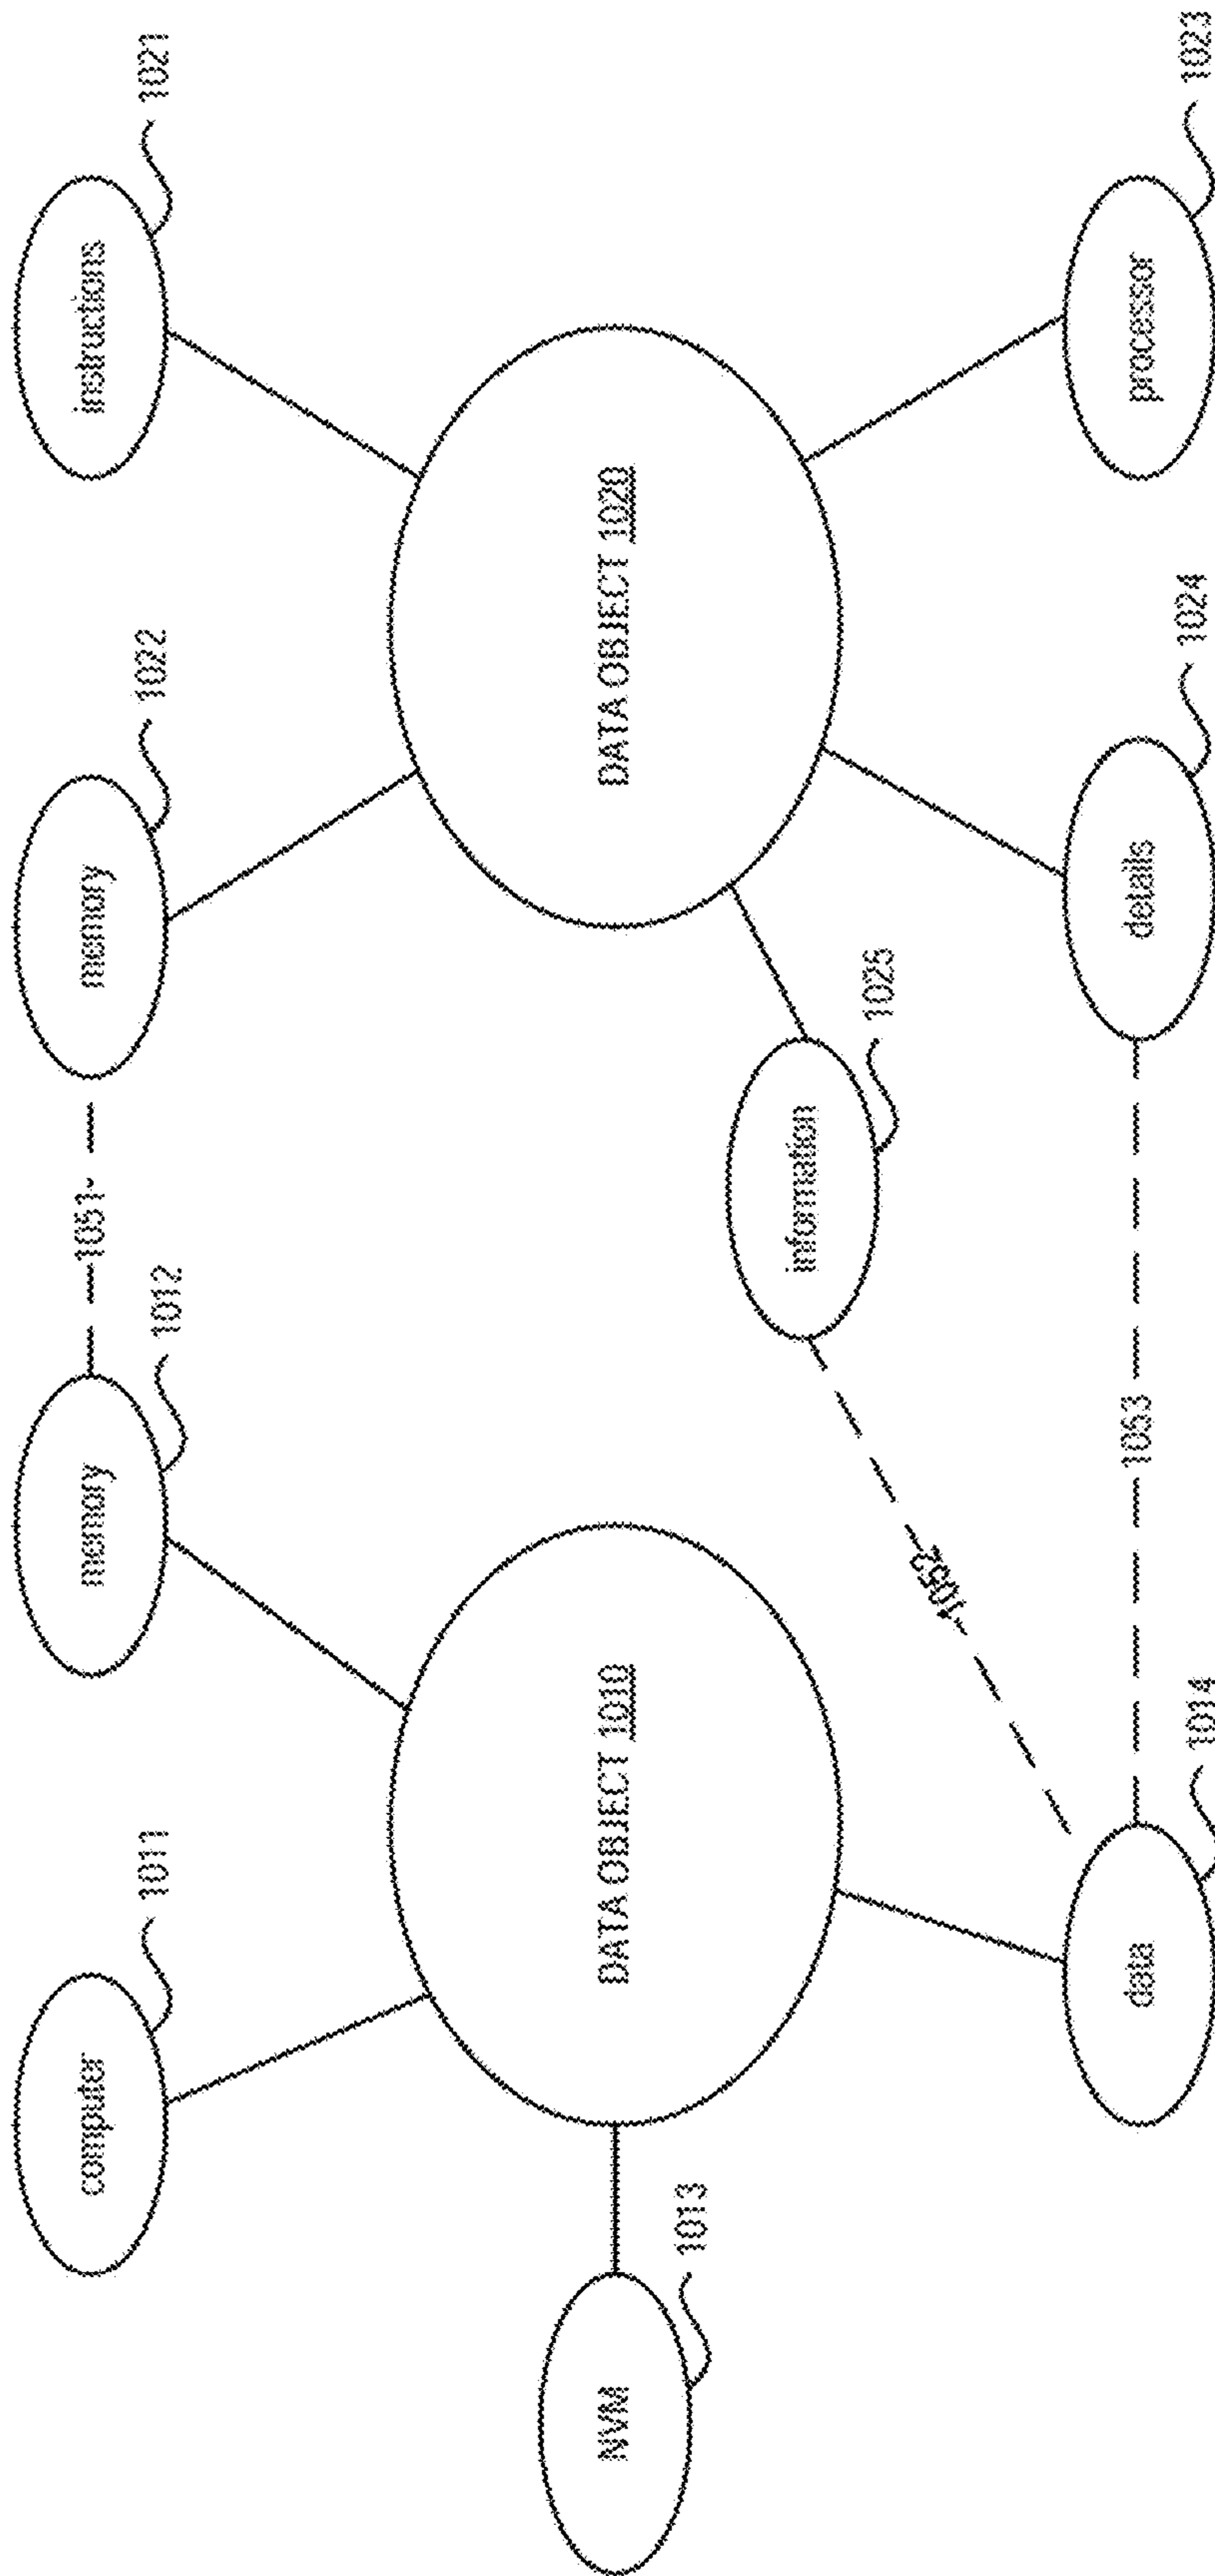 computer
1011
memory
1012
1051
memory
1022
instructions
1021
NVM
1013
DATA OBJECT 1010
DATA OBJECT 1020
information
1025
1052
data
1014
1053
details
1024
processor
1023